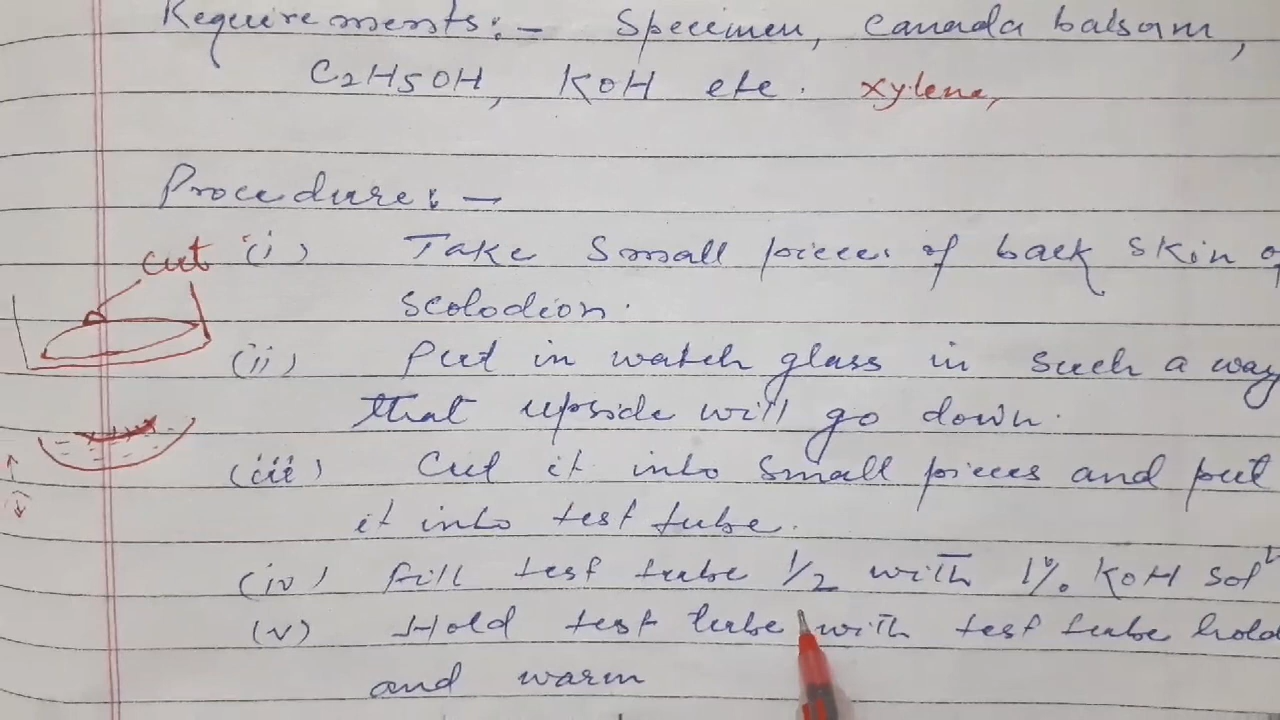 Requirements:- Specimen, Canada balsam,
C2H5OH, KOH etc. xylene,
Procedure:-
cut
(i) Take small pieces of back skin of
scolodion.
(ii) Put in watch glass in such a way
that upside will go down.
(iii) Cut it into small pieces and put
it into test tube.
(iv) fill test tube 1/2 with 1% KOH solⁿ
(v) Hold test tube with test tube hold
and warm